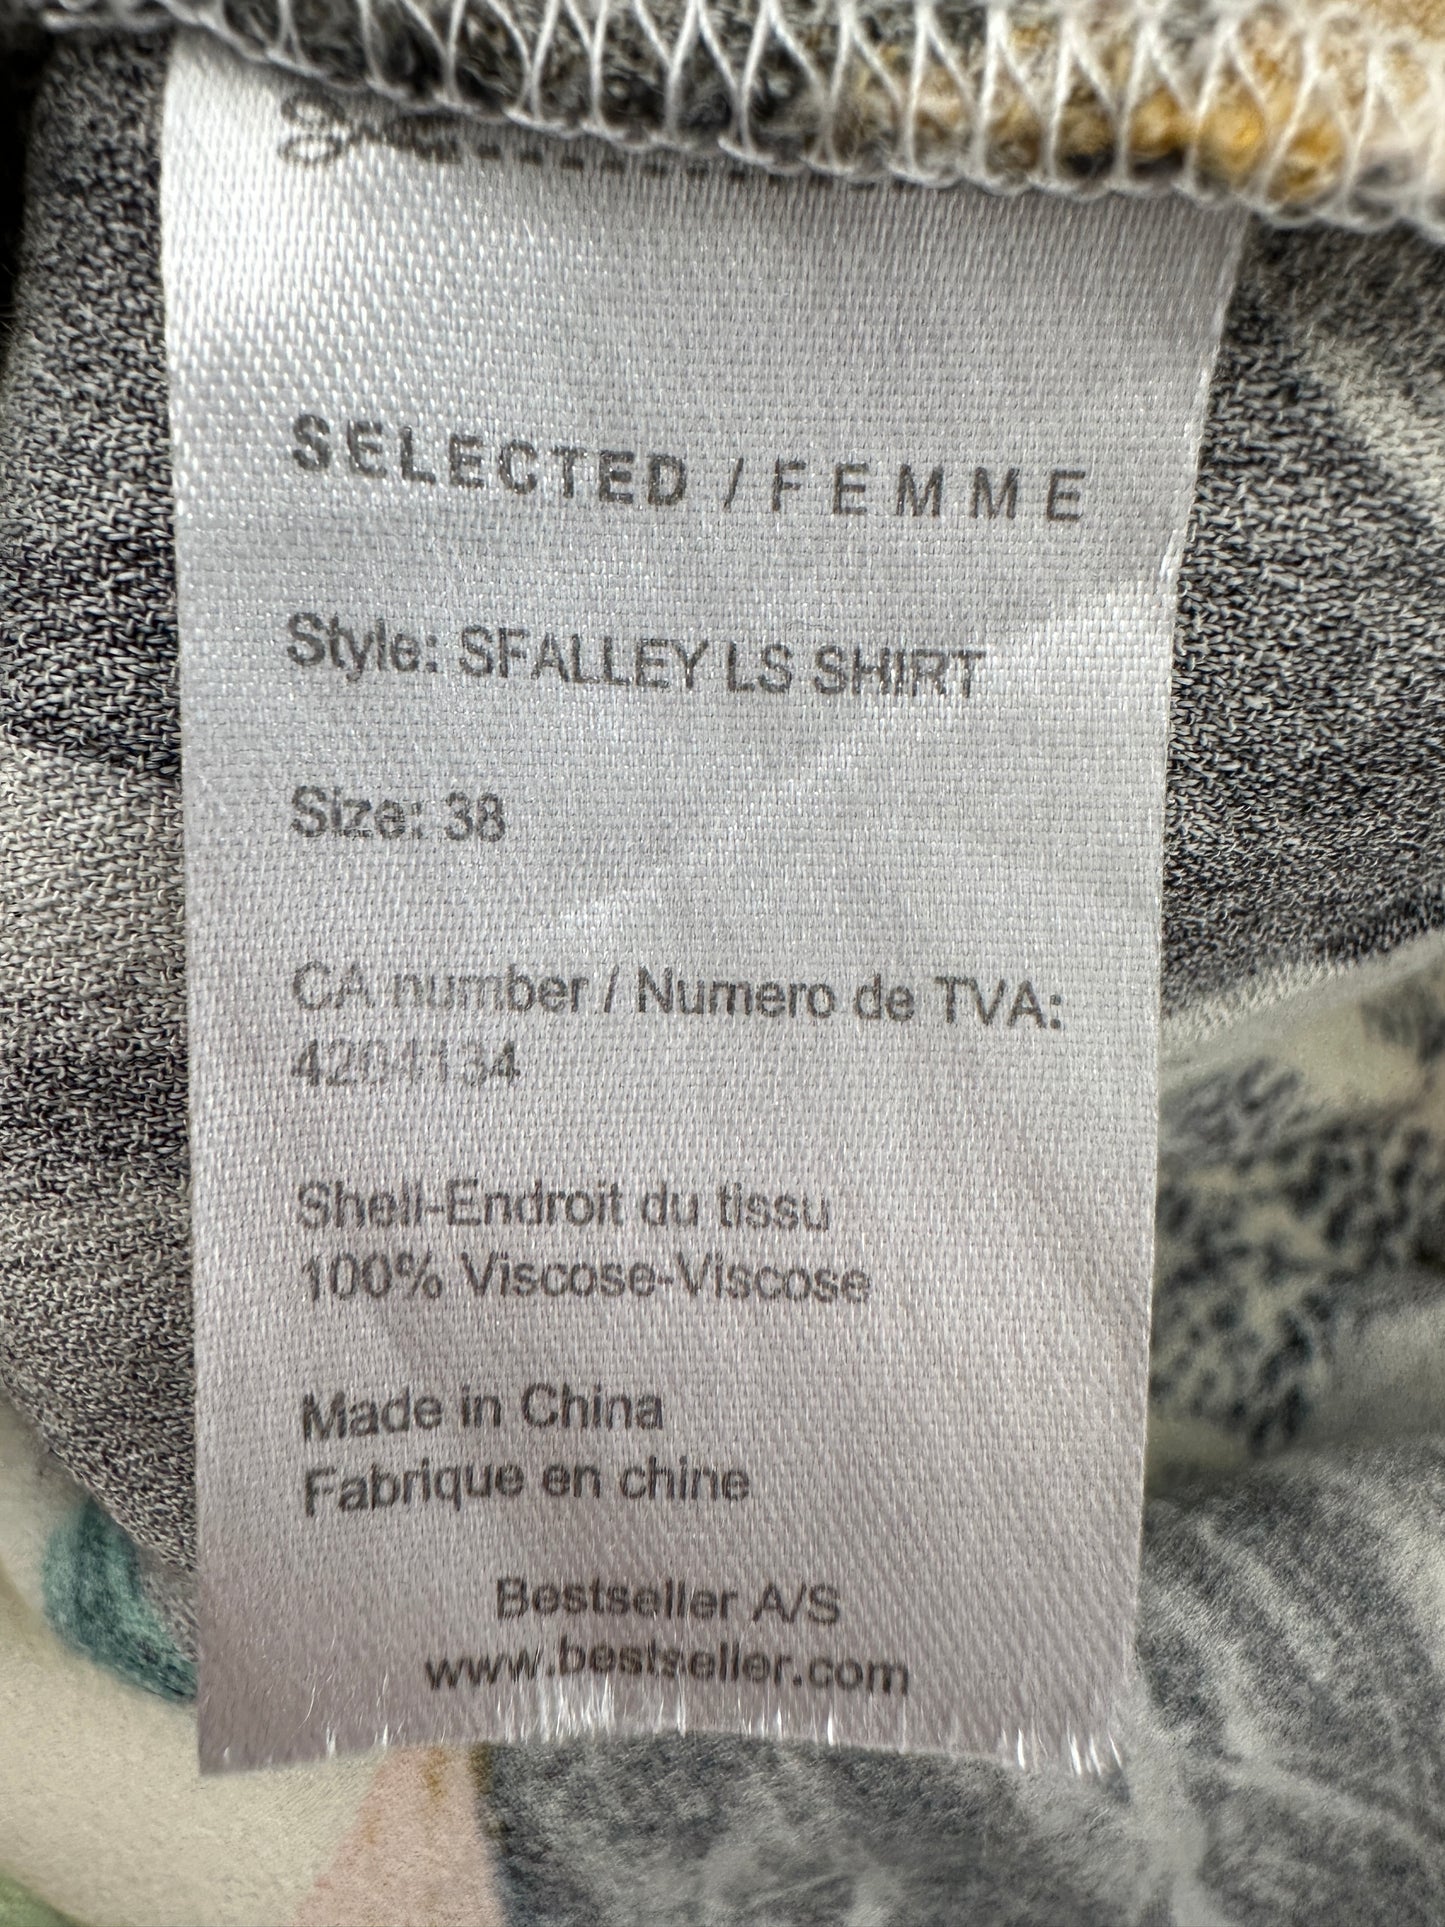 SELECTED / FEMME
Style: SFALLEY LS SHIRT
Size: 38
CA number / Numero de TVA:
4204134
Shell-Endroit du tissu
100% Viscose-Viscose
Made in China
Fabrique en chine
Bestseller A/S
www.bestseller.com